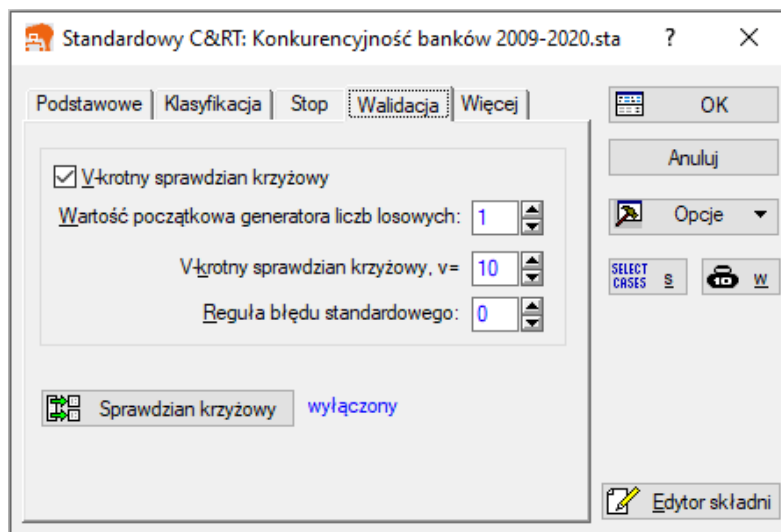 Standardowy C&RT: Konkurencyjność banków 2009-2020.sta ? ×
Podstawowe Klasyfikacja Stop Walidacja Więcej
V-krotny sprawdzian krzyżowy
Wartość początkowa generatora liczb losowych: 1
V-krotny sprawdzian krzyżowy, v= 10
Reguła błędu standardowego: 0
Sprawdzian krzyżowy wyłączony
OK
Anuluj
Opcje
SELECT CASES S W
Edytor składni